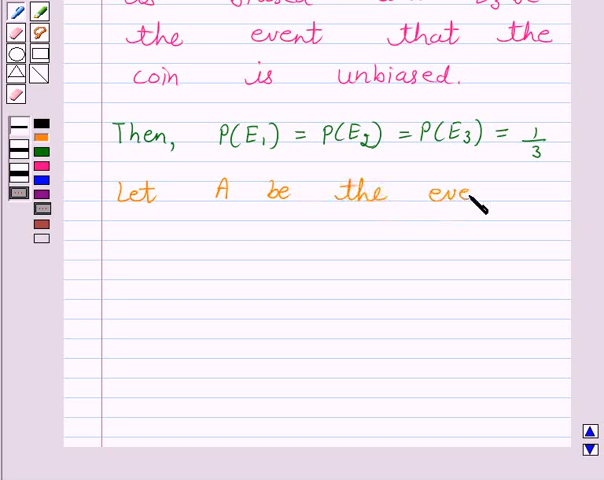 the event that the
coin is unbiased.
Then, P(E₁) = P(E₂) = P(E₃) = 1/3
Let A be the eve